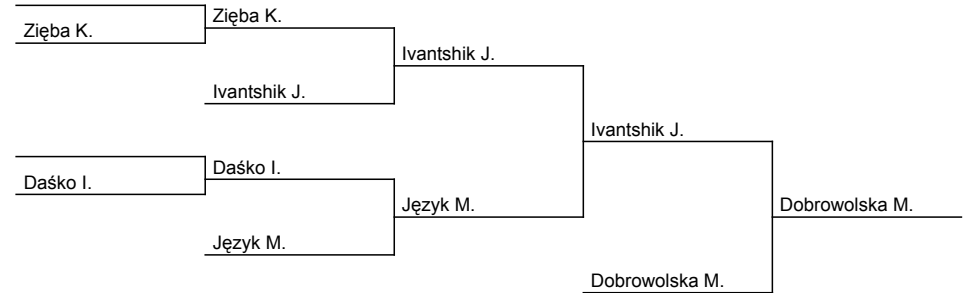 Zięba K.
Zięba K.
Ivantshik J.
Ivantshik J.
Ivantshik J.
Daśko I.
Daśko I.
Język M.
Dobrowolska M.
Język M.
Dobrowolska M.